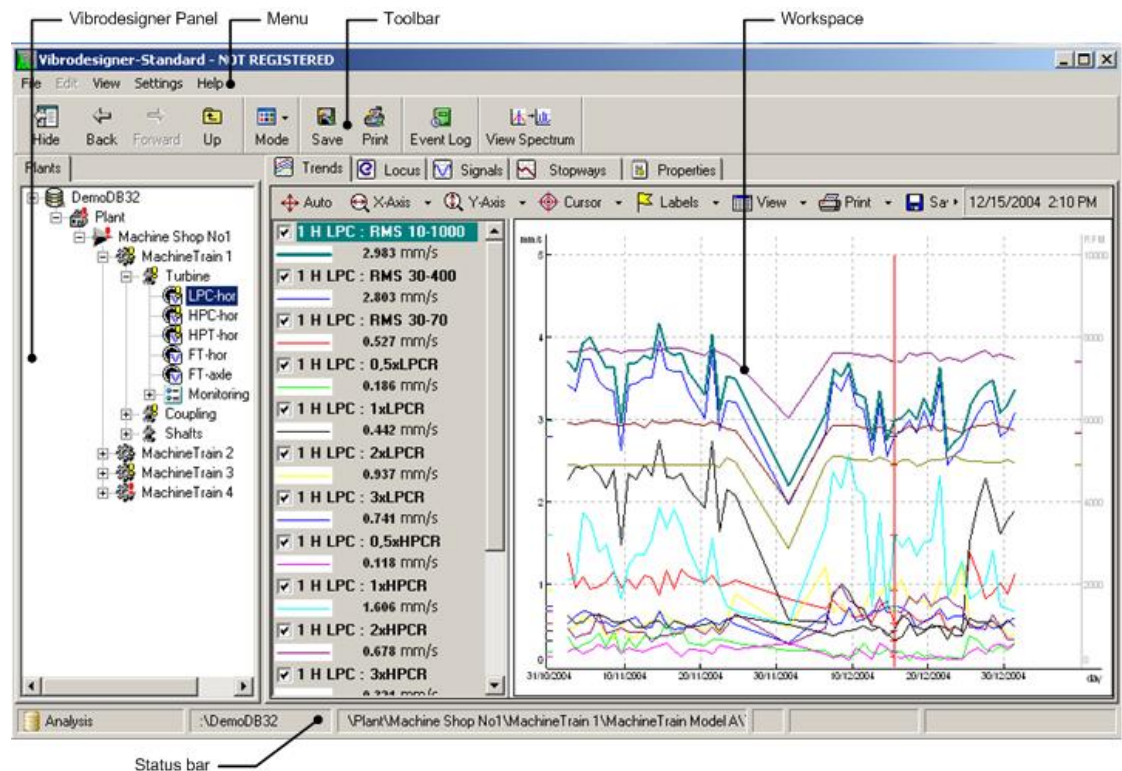 Vibrodesigner Panel
Menu
Toolbar
Workspace
Vibrodesigner-Standard - NOT REGISTERED
File Edit View Settings Help
Hide Back Forward Up Mode Save Print Event Log View Spectrum
Plants
Trends Locus Signals Stopways Properties
Auto X-Axis Y-Axis Cursor Labels View Print 12/15/2004 2:10 PM
DemoDB32
Plant
Machine Shop No1
MachineTrain 1
Turbine
LPC-hor
HPC-hor
HPT-hor
FT-hor
FT-axle
Monitoring
Coupling
Shafts
MachineTrain 2
MachineTrain 3
MachineTrain 4
1 H LPC : RMS 10-1000
2.983 mm/s
1 H LPC : RMS 30-400
2.803 mm/s
1 H LPC : RMS 30-70
0.527 mm/s
1 H LPC : 0,5xLPCR
0.186 mm/s
1 H LPC : 1xLPCR
0.442 mm/s
1 H LPC : 2xLPCR
0.937 mm/s
1 H LPC : 3xLPCR
0.741 mm/s
1 H LPC : 0,5xHPCR
0.118 mm/s
1 H LPC : 1xHPCR
1.606 mm/s
1 H LPC : 2xHPCR
0.678 mm/s
1 H LPC : 3xHPCR
mm/s
RPM
5
10000
4
8000
3
6000
2
4000
1
2000
0
0
31/10/2004 10/11/2004 20/11/2004 30/11/2004 10/12/2004 20/12/2004 30/12/2004 day
Analysis :\DemoDB32 \Plant\Machine Shop No1\MachineTrain 1\MachineTrain Model A\
Status bar